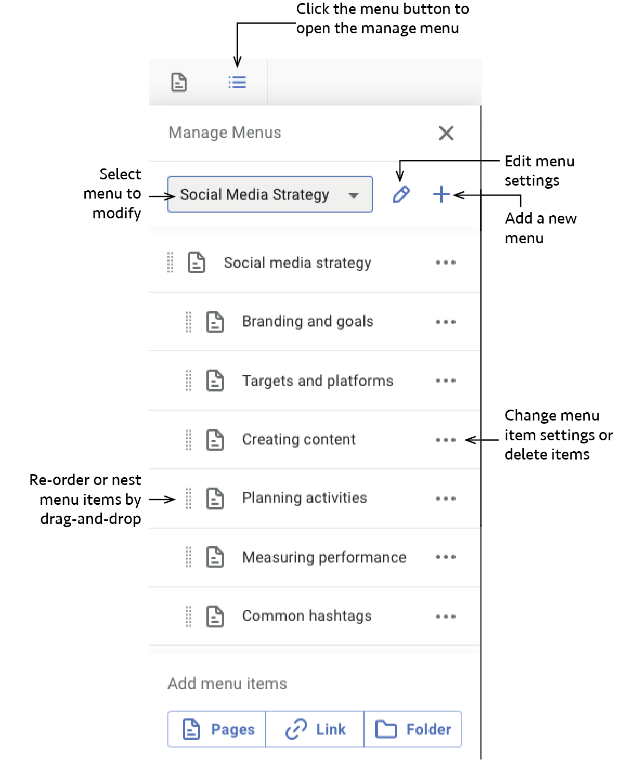 Click the menu button to
open the manage menu
Manage Menus
Select
menu to
modify
Social Media Strategy
Edit menu
settings
Add a new
menu
Social media strategy
Branding and goals
Targets and platforms
Creating content
Change menu
item settings or
delete items
Re-order or nest
menu items by
drag-and-drop
Planning activities
Measuring performance
Common hashtags
Add menu items
Pages
Link
Folder